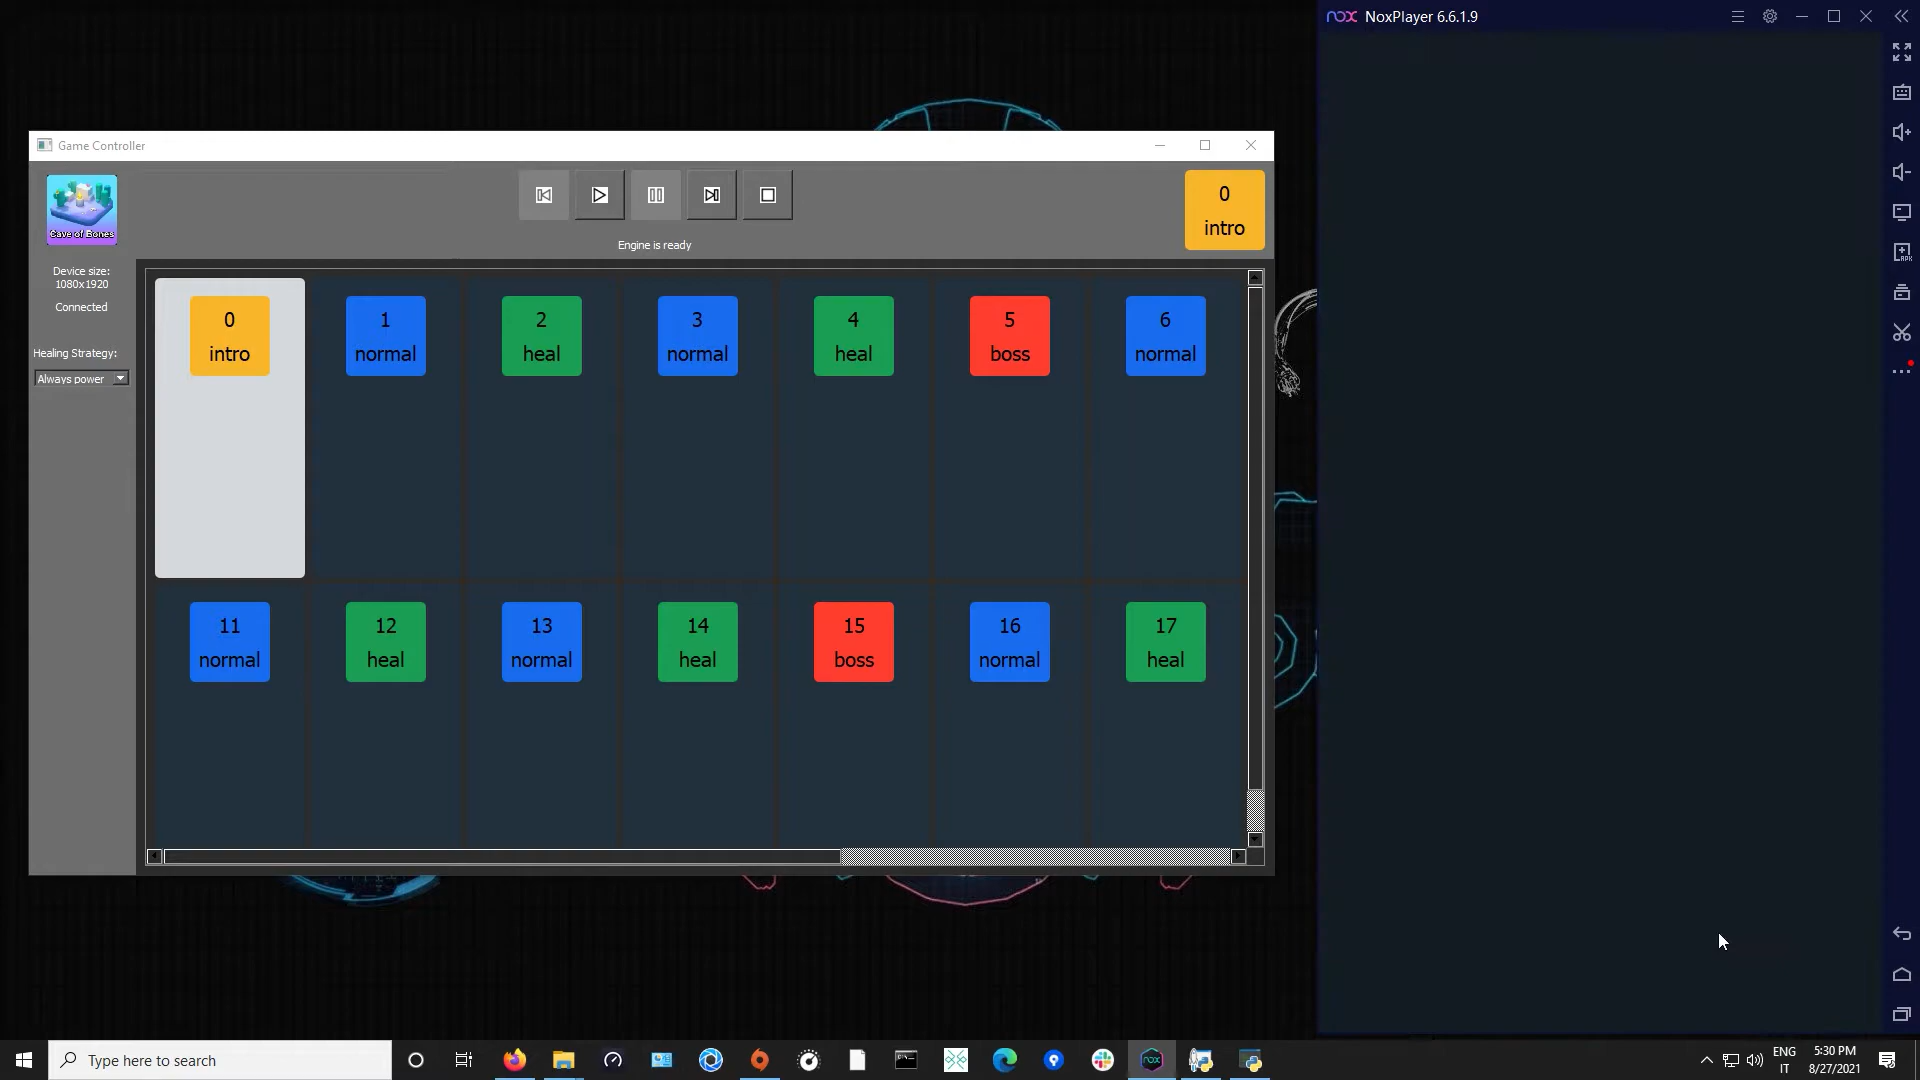 nox NoxPlayer 6.6.1.9
Game Controller
Cave of Bones
Engine is ready
0
intro
Device size:
1080x1920
Connected
Healing Strategy:
Always power
0
intro
1
normal
2
heal
3
normal
4
heal
5
boss
6
normal
11
normal
12
heal
13
normal
14
heal
15
boss
16
normal
17
heal
Type here to search
nox
ENG
IT
5:30 PM
8/27/2021